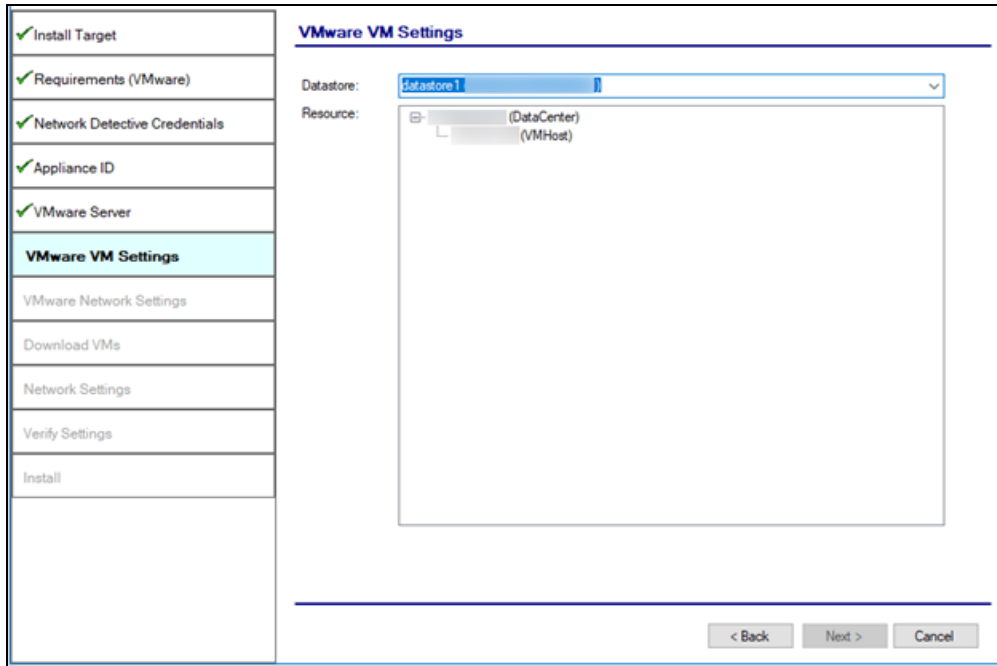 Install Target
Requirements (VMware)
Network Detective Credentials
Appliance ID
VMware Server
VMware VM Settings
VMware Network Settings
Download VMs
Network Settings
Verify Settings
Install
VMware VM Settings
Datastore:
datastore1 ( )
Resource:
(DataCenter)
(VMHost)
< Back Next > Cancel